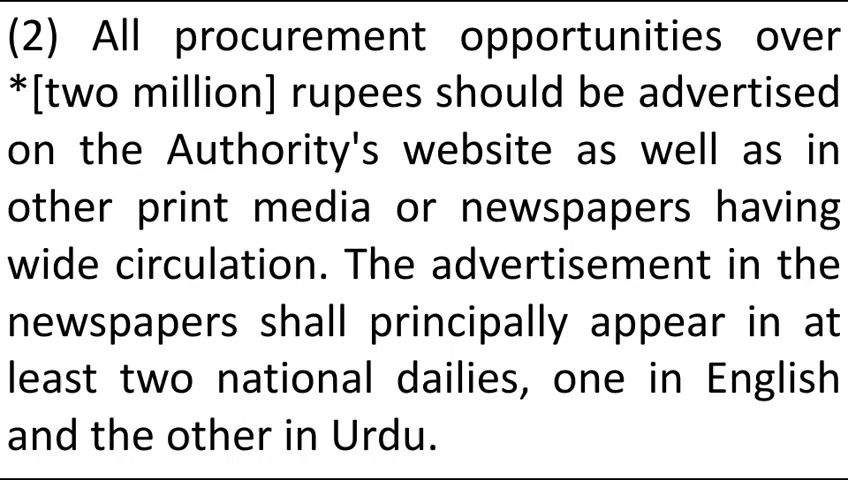 (2) All procurement opportunities over
*[two million] rupees should be advertised
on the Authority's website as well as in
other print media or newspapers having
wide circulation. The advertisement in the
newspapers shall principally appear in at
least two national dailies, one in English
and the other in Urdu.